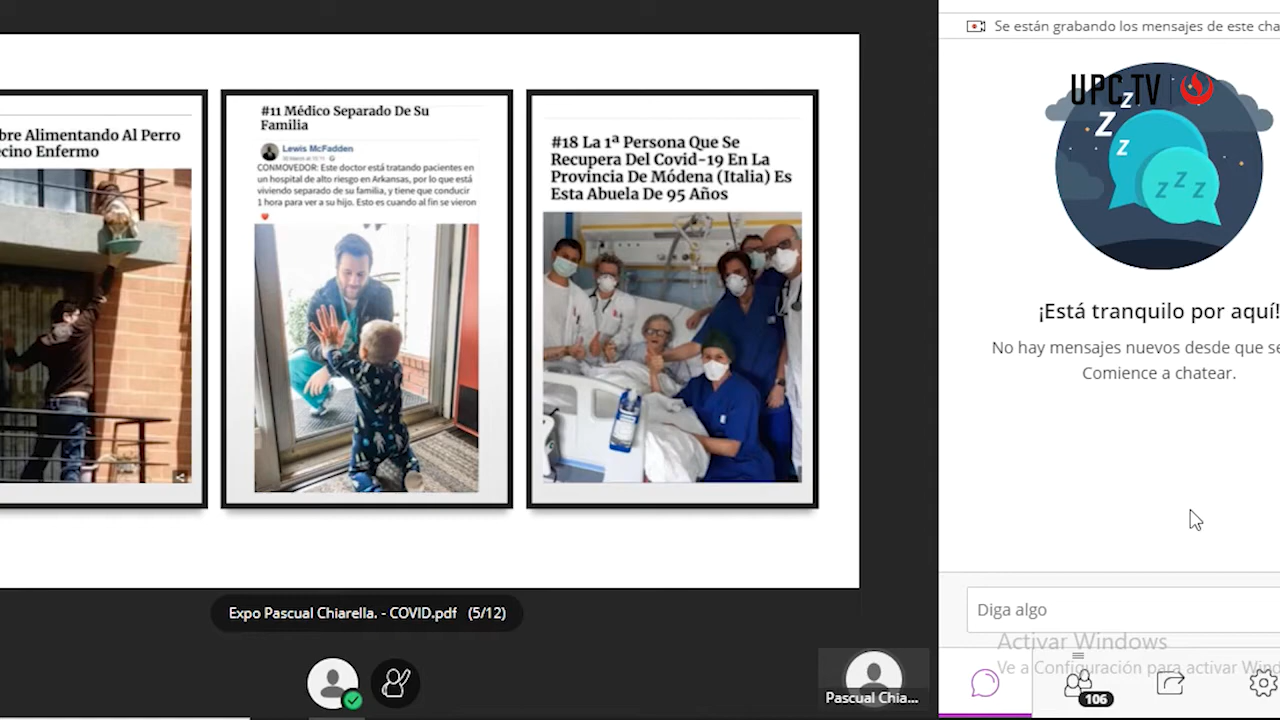 Se están grabando los mensajes de este cha
UPC TV
Z
Z
Z
Z Z Z
bre Alimentando Al Perro
ecino Enfermo
#11 Médico Separado De Su
Familia
Lewis McFadden
CONMOVEDOR: Este doctor está tratando pacientes en
un hospital de alto riesgo en Arkansas, por lo que está
viviendo separado de su familia, y tiene que conducir
1 hora para ver a su hijo. Esto es cuando al fin se vieron
#18 La 1ª Persona Que Se
Recupera Del Covid-19 En La
Provincia De Módena (Italia) Es
Esta Abuela De 95 Años
¡Está tranquilo por aquí!
No hay mensajes nuevos desde que se
Comience a chatear.
Expo Pascual Chiarella. - COVID.pdf (5/12)
Diga algo
Activar Windows
Ve a Configuración para activar Wind
Pascual Chia...
106